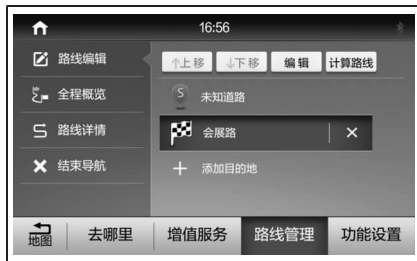 16:56
路线编辑
↑上移 ↓下移 编辑 计算路线
全程概览
S 未知道路
路线详情
会展路 ×
结束导航
+ 添加目的地
地图 去哪里 增值服务 路线管理 功能设置